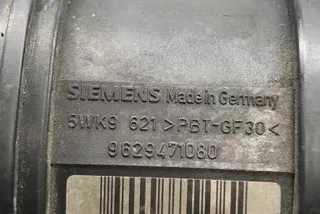 SIEMENS Made in Germany
5WK9 621 >PBT-GF30<
9629471080